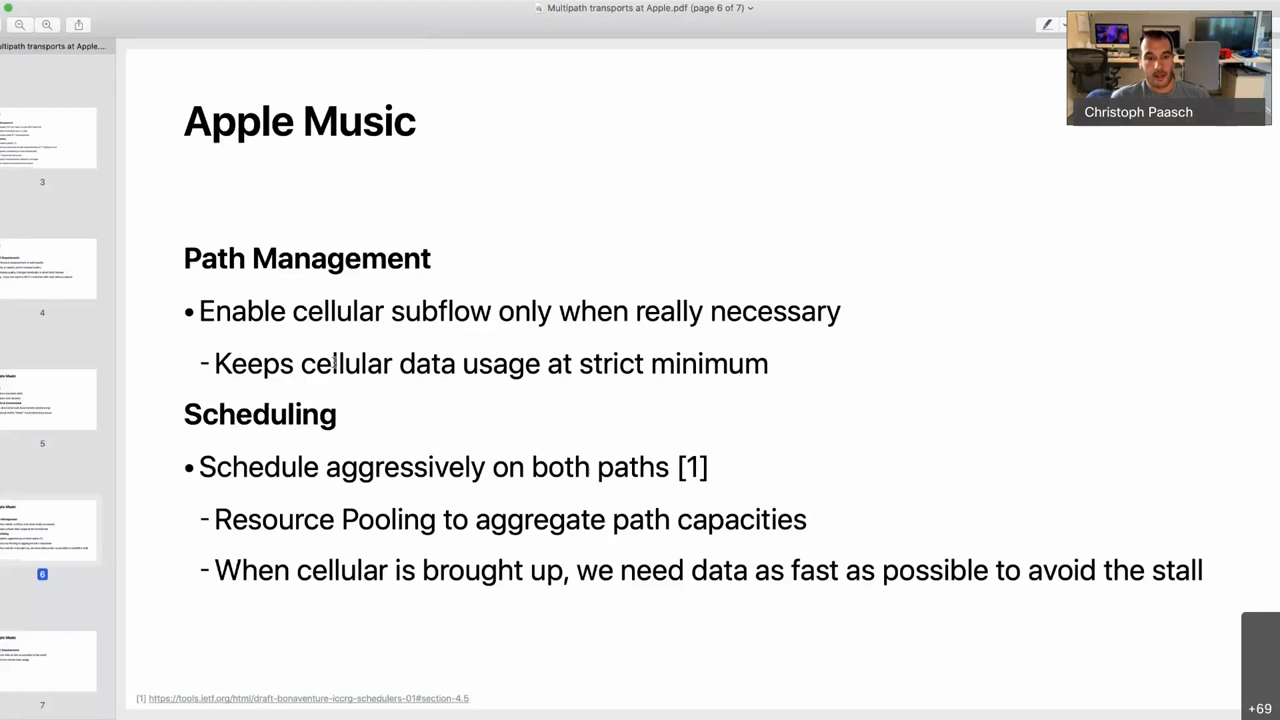 Multipath transports at Apple.pdf (page 6 of 7)
ultipath transports at Apple....
Christoph Paasch
Apple Music
Path Management
• Enable cellular subflow only when really necessary
- Keeps cellular data usage at strict minimum
Scheduling
• Schedule aggressively on both paths [1]
- Resource Pooling to aggregate path capacities
- When cellular is brought up, we need data as fast as possible to avoid the stall
[1] https://tools.ietf.org/html/draft-bonaventure-iccrg-schedulers-01#section-4.5
3
4
5
6
7
+69